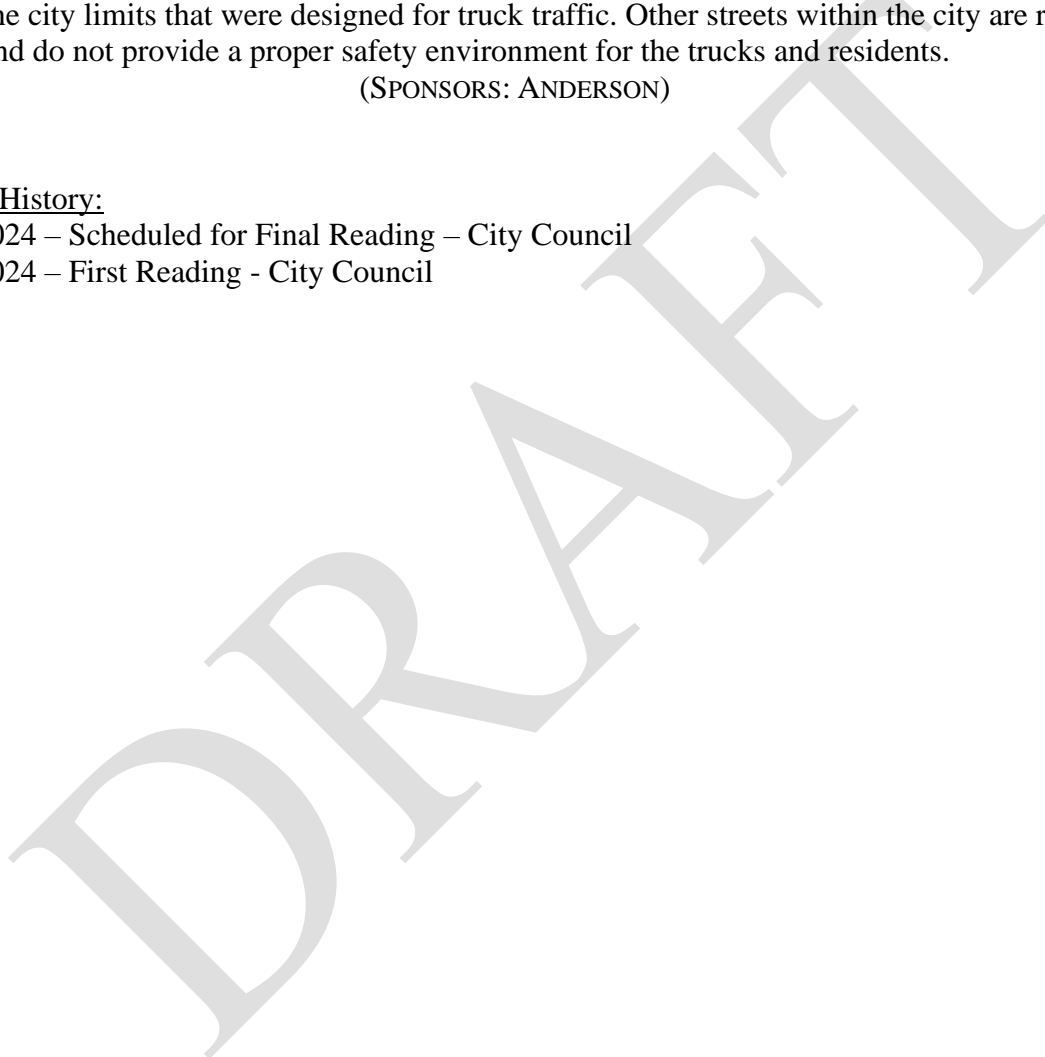 e city limits that were designed for truck traffic. Other streets within the city are r
nd do not provide a proper safety environment for the trucks and residents.
(SPONSORS: ANDERSON)
History:
024 – Scheduled for Final Reading – City Council
024 – First Reading - City Council
DRAFT